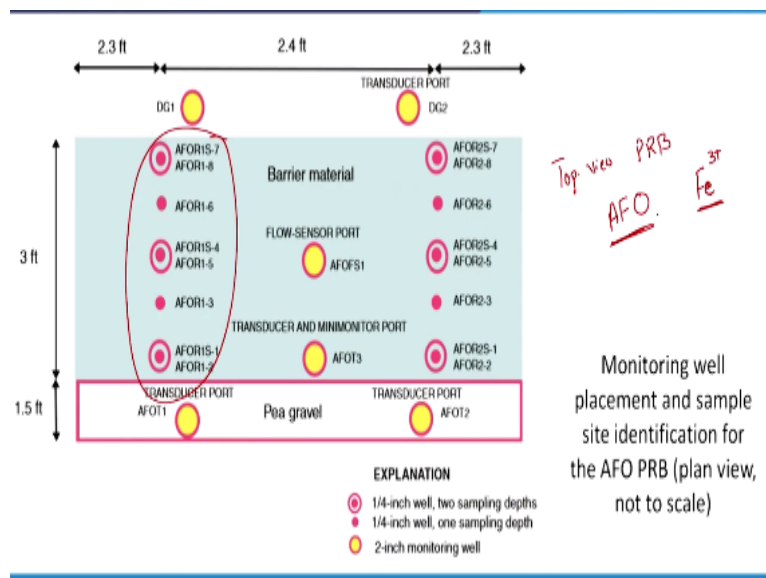 2.3 ft
2.4 ft
2.3 ft
TRANSDUCER PORT
DG1
DG2
AFOR1S-7
AFOR1-8
Barrier material
AFOR2S-7
AFOR2-8
AFOR1-6
AFOR2-6
3 ft
AFOR1S-4
AFOR1-5
FLOW-SENSOR PORT
AFOFS1
AFOR2S-4
AFOR2-5
AFOR1-3
AFOR2-3
TRANSDUCER AND MINIMONITOR PORT
AFOR1S-1
AFOR1-2
AFOT3
AFOR2S-1
AFOR2-2
1.5 ft
TRANSDUCER PORT
AFOT1
Pea gravel
TRANSDUCER PORT
AFOT2
EXPLANATION
1/4-inch well, two sampling depths
1/4-inch well, one sampling depth
2-inch monitoring well
Top view PRB
AFO.
Fe 3+
Monitoring well
placement and sample
site identification for
the AFO PRB (plan view,
not to scale)